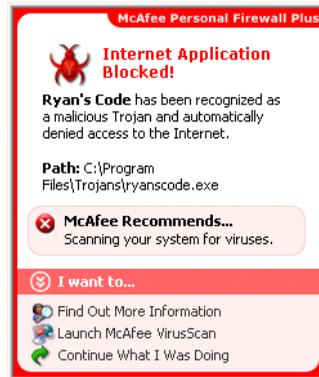 McAfee Personal Firewall Plus
Internet Application
Blocked!
Ryan's Code has been recognized as
a malicious Trojan and automatically
denied access to the Internet.
Path: C:\Program
Files\Trojans\ryanscode.exe
McAfee Recommends...
Scanning your system for viruses.
I want to...
Find Out More Information
Launch McAfee VirusScan
Continue What I Was Doing